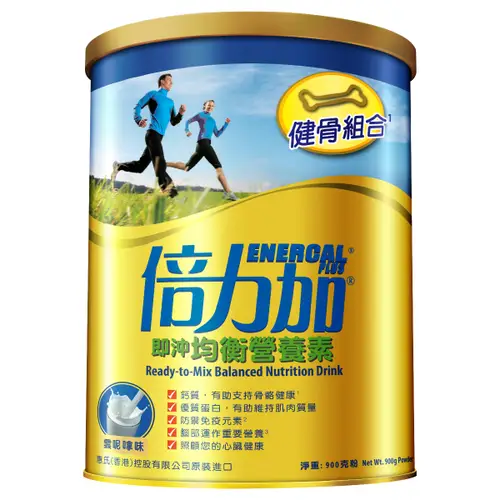 健骨組合¹
ENERCAL®
PLUS
倍力加®
即沖均衡營養素
Ready-to-Mix Balanced Nutrition Drink
鈣質，有助支持骨骼健康¹
優質蛋白，有助維持肌肉質量
防禦免疫元素²
腦部運作重要營養³
照顧您的心臟健康
雲呢嗱味
惠氏(香港)控股有限公司原裝進口
淨重: 900克粉 Net Wt. 900g Powder